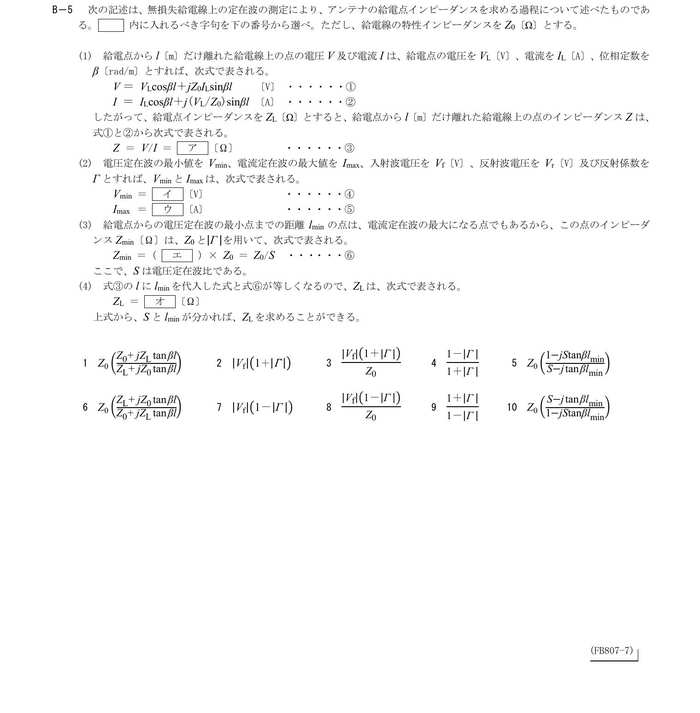 B－5　次の記述は、無損失給電線上の定在波の測定により、アンテナの給電点インピーダンスを求める過程について述べたものであ
る。□内に入れるべき字句を下の番号から選べ。ただし、給電線の特性インピーダンスを Z₀〔Ω〕とする。
(1)　給電点から l〔m〕だけ離れた給電線上の点の電圧 V 及び電流 I は、給電点の電圧を V_L〔V〕、電流を I_L〔A〕、位相定数を
β〔rad/m〕とすれば、次式で表される。
V ＝ V_L cosβl＋jZ₀I_L sinβl　〔V〕　・・・・・・①
I ＝ I_L cosβl＋j(V_L/Z₀) sinβl　〔A〕　・・・・・・②
したがって、給電点インピーダンスを Z_L〔Ω〕とすると、給電点から l〔m〕だけ離れた給電線上の点のインピーダンス Z は、
式①と②から次式で表される。
Z ＝ V/I ＝ ア〔Ω〕　・・・・・・③
(2)　電圧定在波の最小値を V_min、電流定在波の最大値を I_max、入射波電圧を V_f〔V〕、反射波電圧を V_r〔V〕及び反射係数を
Γ とすれば、V_min と I_max は、次式で表される。
V_min ＝ イ〔V〕　・・・・・・④
I_max ＝ ウ〔A〕　・・・・・・⑤
(3)　給電点からの電圧定在波の最小点までの距離 l_min の点は、電流定在波の最大になる点でもあるから、この点のインピーダ
ンス Z_min〔Ω〕は、Z₀ と |Γ| を用いて、次式で表される。
Z_min ＝ ( エ ) × Z₀ ＝ Z₀/S　・・・・・・⑥
ここで、S は電圧定在波比である。
(4)　式③の l に l_min を代入した式と式⑥が等しくなるので、Z_L は、次式で表される。
Z_L ＝ オ〔Ω〕
上式から、S と l_min が分かれば、Z_L を求めることができる。
1　Z₀((Z₀+jZ_L tanβl)/(Z_L+jZ₀ tanβl))　2　|V_f|(1+|Γ|)　3　|V_f|(1+|Γ|)/Z₀　4　(1−|Γ|)/(1+|Γ|)　5　Z₀((1−jS tanβl_min)/(S−j tanβl_min))
6　Z₀((Z_L+jZ₀ tanβl)/(Z₀+jZ_L tanβl))　7　|V_f|(1−|Γ|)　8　|V_f|(1−|Γ|)/Z₀　9　(1+|Γ|)/(1−|Γ|)　10　Z₀((S−j tanβl_min)/(1−jS tanβl_min))
(FB807-7)